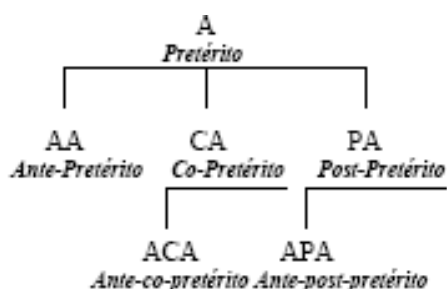 A
Pretérito
AA CA PA
Ante-Pretérito Co-Pretérito Post-Pretérito
ACA APA
Ante-co-pretérito Ante-post-pretérito